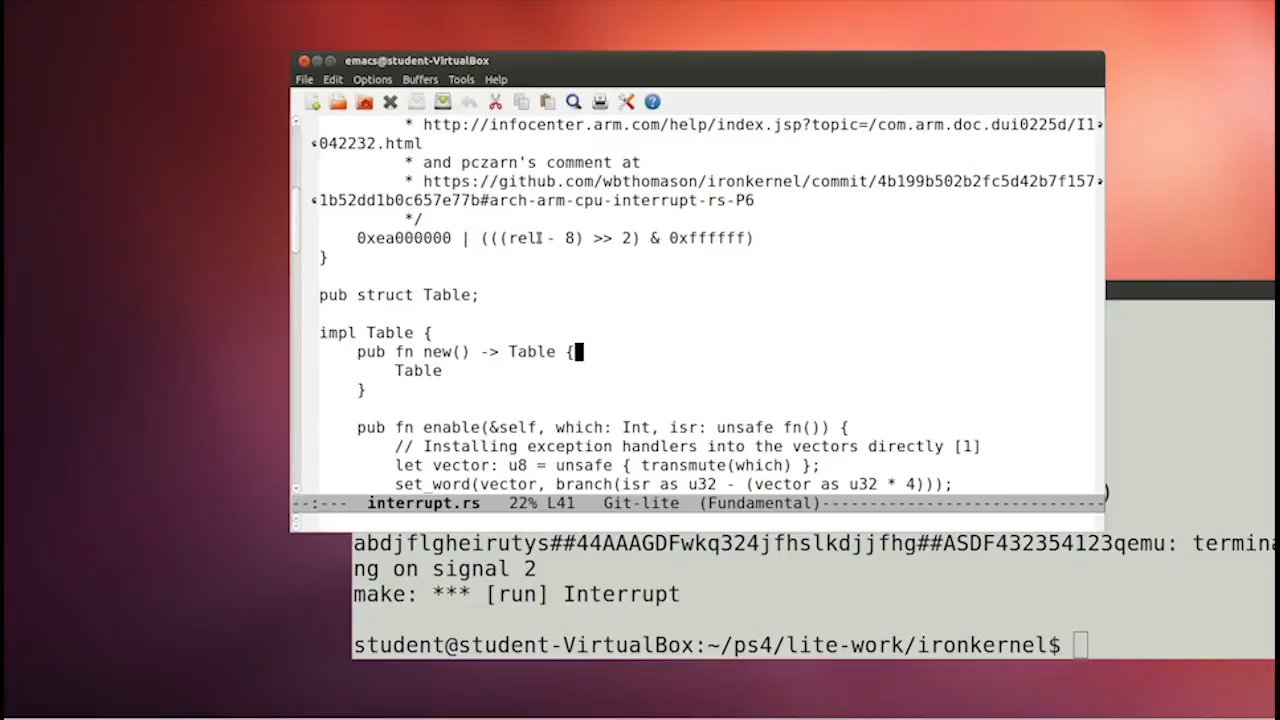 emacs@student-VirtualBox
File Edit Options Buffers Tools Help
* http://infocenter.arm.com/help/index.jsp?topic=/com.arm.doc.dui0225d/I1
042232.html
* and pczarn's comment at
* https://github.com/wbthomason/ironkernel/commit/4b199b502b2fc5d42b7f157
1b52dd1b0c657e77b#arch-arm-cpu-interrupt-rs-P6
*/
0xea000000 | (((rel - 8) >> 2) & 0xffffff)
}
pub struct Table;
impl Table {
pub fn new() -> Table {
Table
}
pub fn enable(&self, which: Int, isr: unsafe fn()) {
// Installing exception handlers into the vectors directly [1]
let vector: u8 = unsafe { transmute(which) };
set_word(vector, branch(isr as u32 - (vector as u32 * 4)));
--:--- interrupt.rs 22% L41 Git-lite (Fundamental)------------------------------
)
abdjflgheirutys##44AAAGDFwkq324jfhslkdjjfhg##ASDF432354123qemu: termina
ng on signal 2
make: *** [run] Interrupt
student@student-VirtualBox:~/ps4/lite-work/ironkernel$